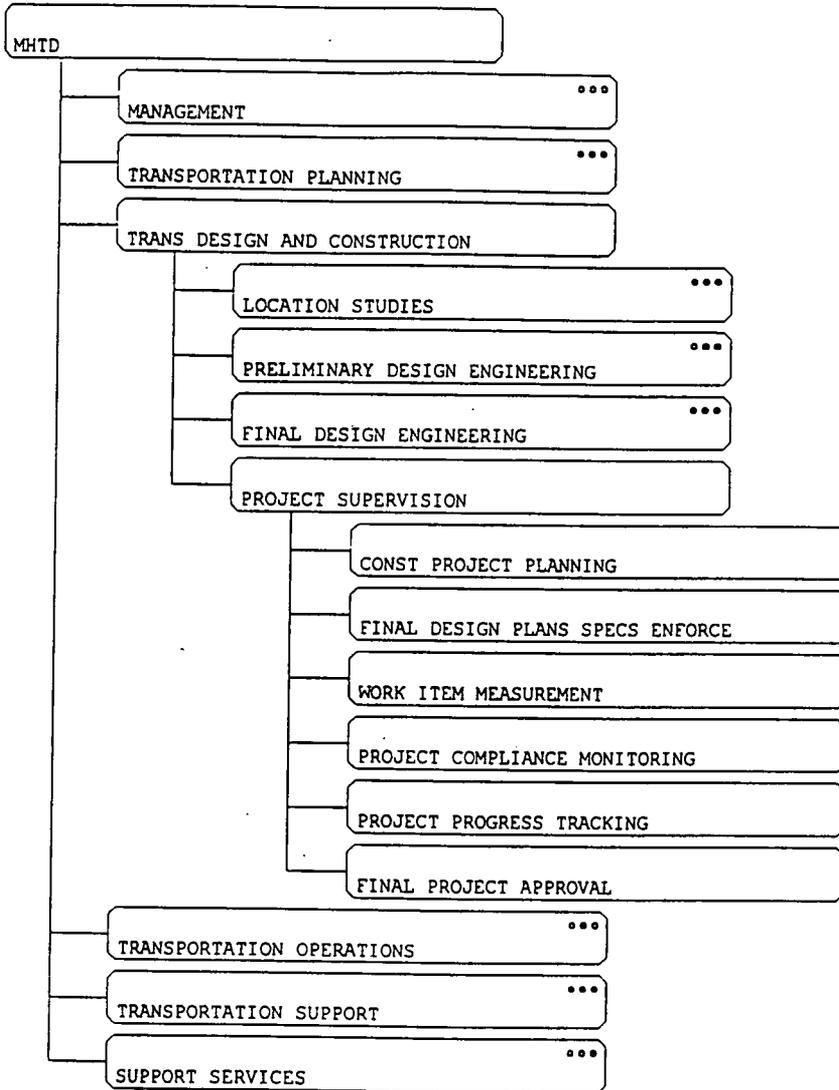 MHTD
MANAGEMENT
TRANSPORTATION PLANNING
TRANS DESIGN AND CONSTRUCTION
LOCATION STUDIES
PRELIMINARY DESIGN ENGINEERING
FINAL DESIGN ENGINEERING
PROJECT SUPERVISION
CONST PROJECT PLANNING
FINAL DESIGN PLANS SPECS ENFORCE
WORK ITEM MEASUREMENT
PROJECT COMPLIANCE MONITORING
PROJECT PROGRESS TRACKING
FINAL PROJECT APPROVAL
TRANSPORTATION OPERATIONS
TRANSPORTATION SUPPORT
SUPPORT SERVICES